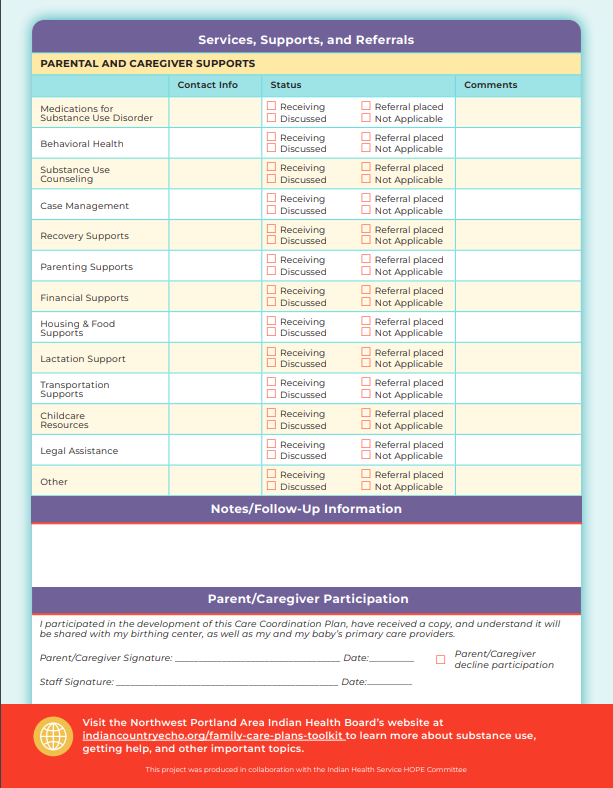 Services, Supports, and Referrals
PARENTAL AND CAREGIVER SUPPORTS
Contact Info Status Comments
Medications for
Substance Use Disorder
Receiving Referral placed
Discussed Not Applicable
Behavioral Health
Receiving Referral placed
Discussed Not Applicable
Substance Use
Counseling
Receiving Referral placed
Discussed Not Applicable
Case Management
Receiving Referral placed
Discussed Not Applicable
Recovery Supports
Receiving Referral placed
Discussed Not Applicable
Parenting Supports
Receiving Referral placed
Discussed Not Applicable
Financial Supports
Receiving Referral placed
Discussed Not Applicable
Housing & Food
Supports
Receiving Referral placed
Discussed Not Applicable
Lactation Support
Receiving Referral placed
Discussed Not Applicable
Transportation
Supports
Receiving Referral placed
Discussed Not Applicable
Childcare
Resources
Receiving Referral placed
Discussed Not Applicable
Legal Assistance
Receiving Referral placed
Discussed Not Applicable
Other
Receiving Referral placed
Discussed Not Applicable
Notes/Follow-Up Information
Parent/Caregiver Participation
I participated in the development of this Care Coordination Plan, have received a copy, and understand it will
be shared with my birthing center, as well as my and my baby's primary care providers.
Parent/Caregiver Signature: ________________ Date:________
Parent/Caregiver
decline participation
Staff Signature: ________________ Date:________
Visit the Northwest Portland Area Indian Health Board's website at
indiancountryecho.org/family-care-plans-toolkit to learn more about substance use,
getting help, and other important topics.
This project was produced in collaboration with the Indian Health Service HOPE Committee